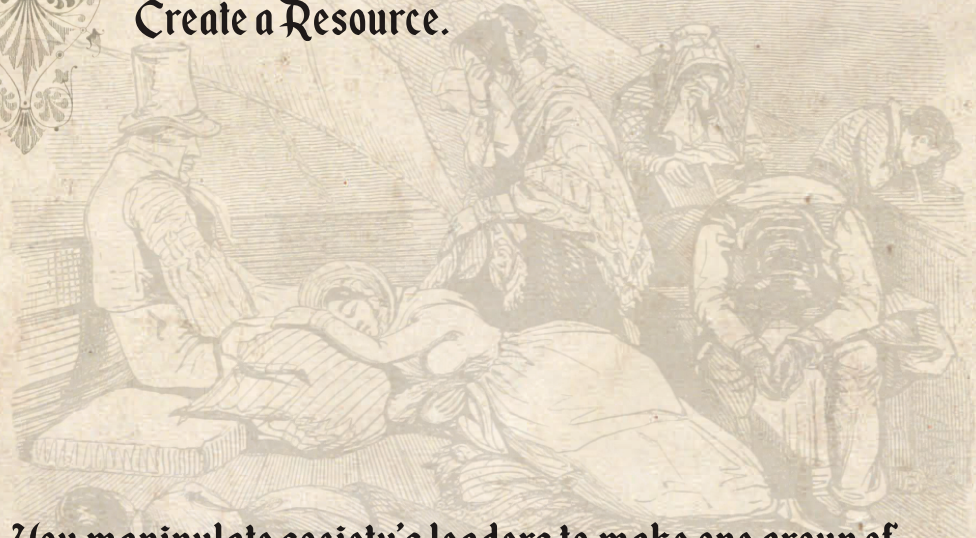 Create a Resource.
You manipulate society's leaders to make one group of